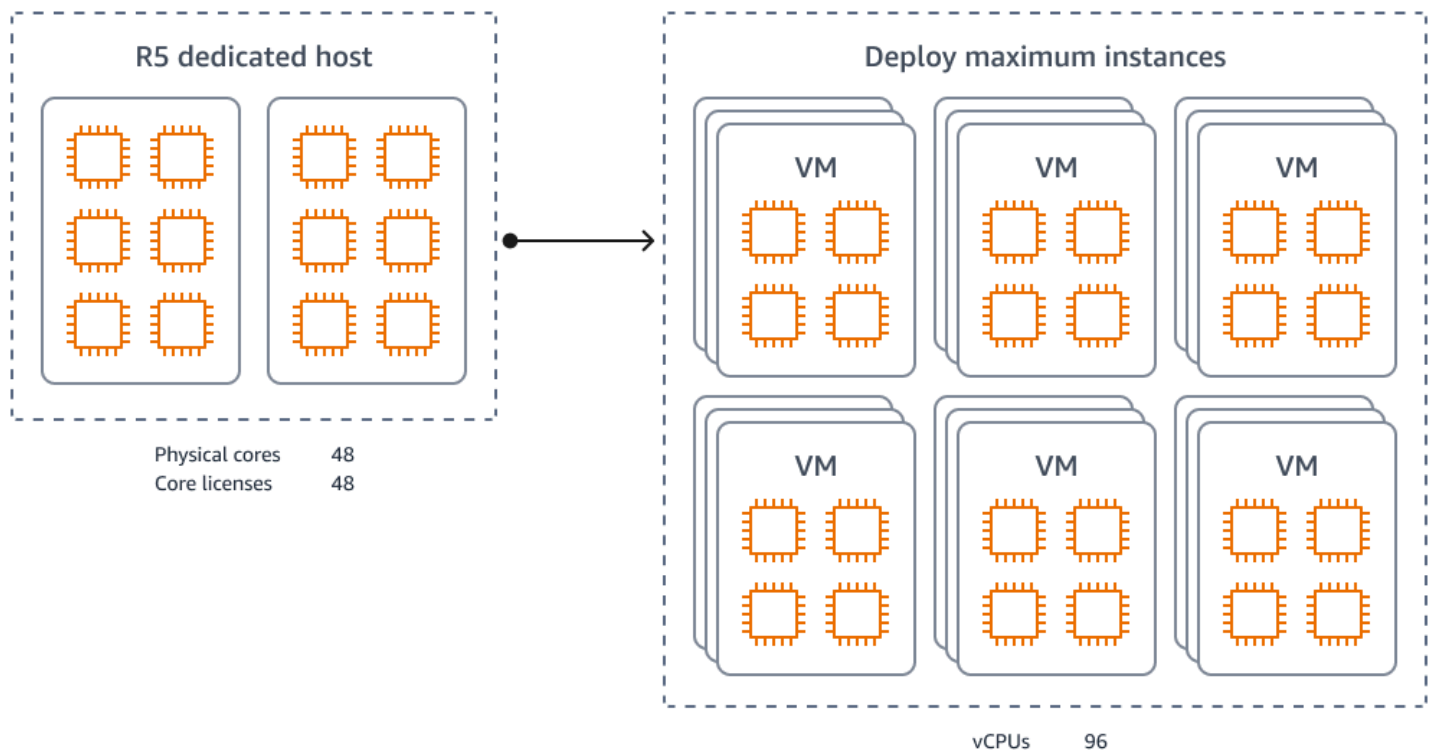 R5 dedicated host
Deploy maximum instances
VM
VM
VM
VM
VM
VM
Physical cores 48
Core licenses 48
vCPUs 96